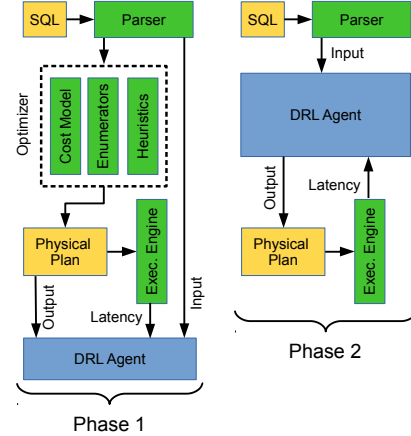 SQL
Parser
Optimizer
Cost Model
Enumerators
Heuristics
Physical
Plan
Exec. Engine
Output
Latency
Input
DRL Agent
Phase 1
SQL
Parser
Input
DRL Agent
Output
Latency
Physical
Plan
Exec. Engine
Phase 2